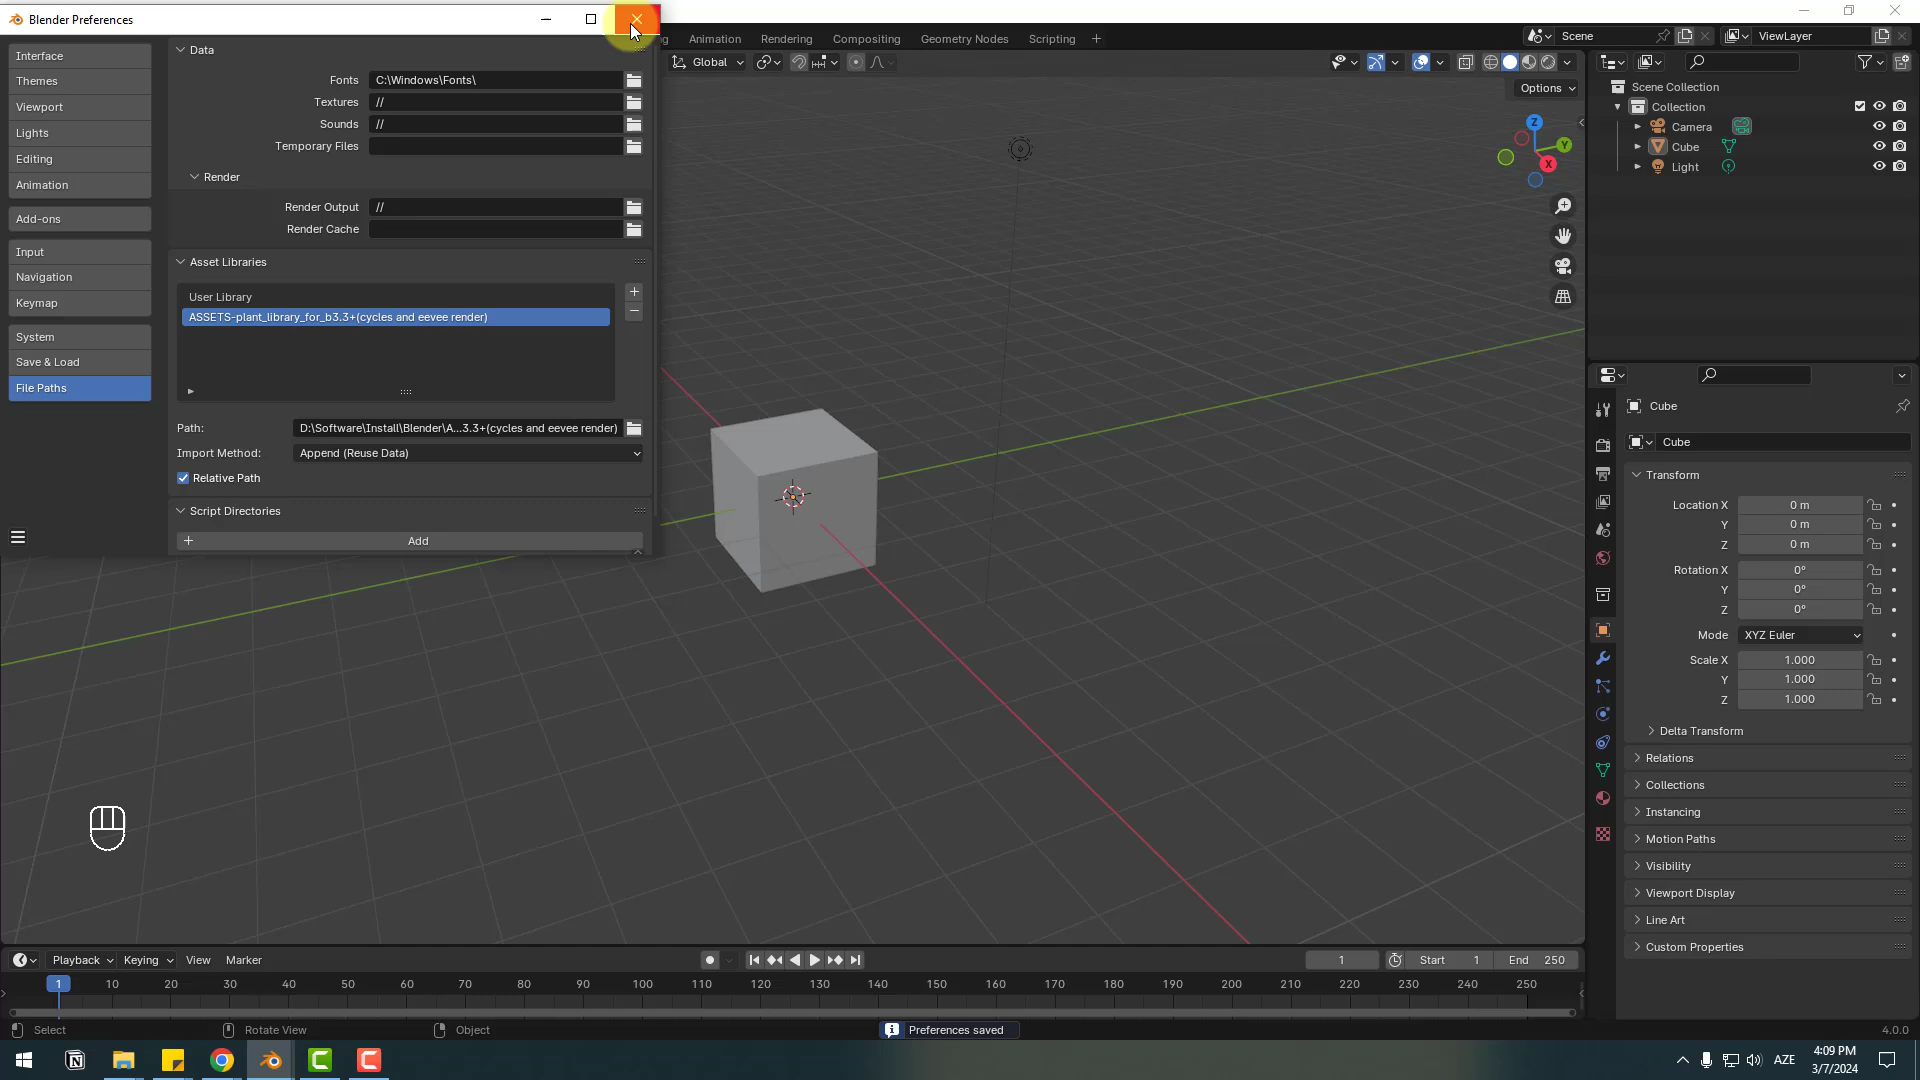 Blender Preferences
Interface
Themes
Viewport
Lights
Editing
Animation
Add-ons
Input
Navigation
Keymap
System
Save & Load
File Paths
Data
Fonts C:\Windows\Fonts\
Textures //
Sounds //
Temporary Files
Render
Render Output //
Render Cache
Asset Libraries
User Library
ASSETS-plant_library_for_b3.3+(cycles and eevee render)
Path: D:\Software\Install\Blender\A...3.3+(cycles and eevee render)
Import Method: Append (Reuse Data)
Relative Path
Script Directories
Add
Animation Rendering Compositing Geometry Nodes Scripting
Scene
ViewLayer
Global
Options
Z
Y
X
Scene Collection
Collection
Camera
Cube
Light
Cube
Cube
Transform
Location X 0 m
Y 0 m
Z 0 m
Rotation X 0°
Y 0°
Z 0°
Mode XYZ Euler
Scale X 1.000
Y 1.000
Z 1.000
Delta Transform
Relations
Collections
Instancing
Motion Paths
Visibility
Viewport Display
Line Art
Custom Properties
Playback Keying View Marker
1 Start 1 End 250
1 10 20 30 40 50 60 70 80 90 100 110 120 130 140 150 160 170 180 190 200 210 220 230 240 250
Select Rotate View Object
Preferences saved
4.0.0
AZE
4:09 PM
3/7/2024